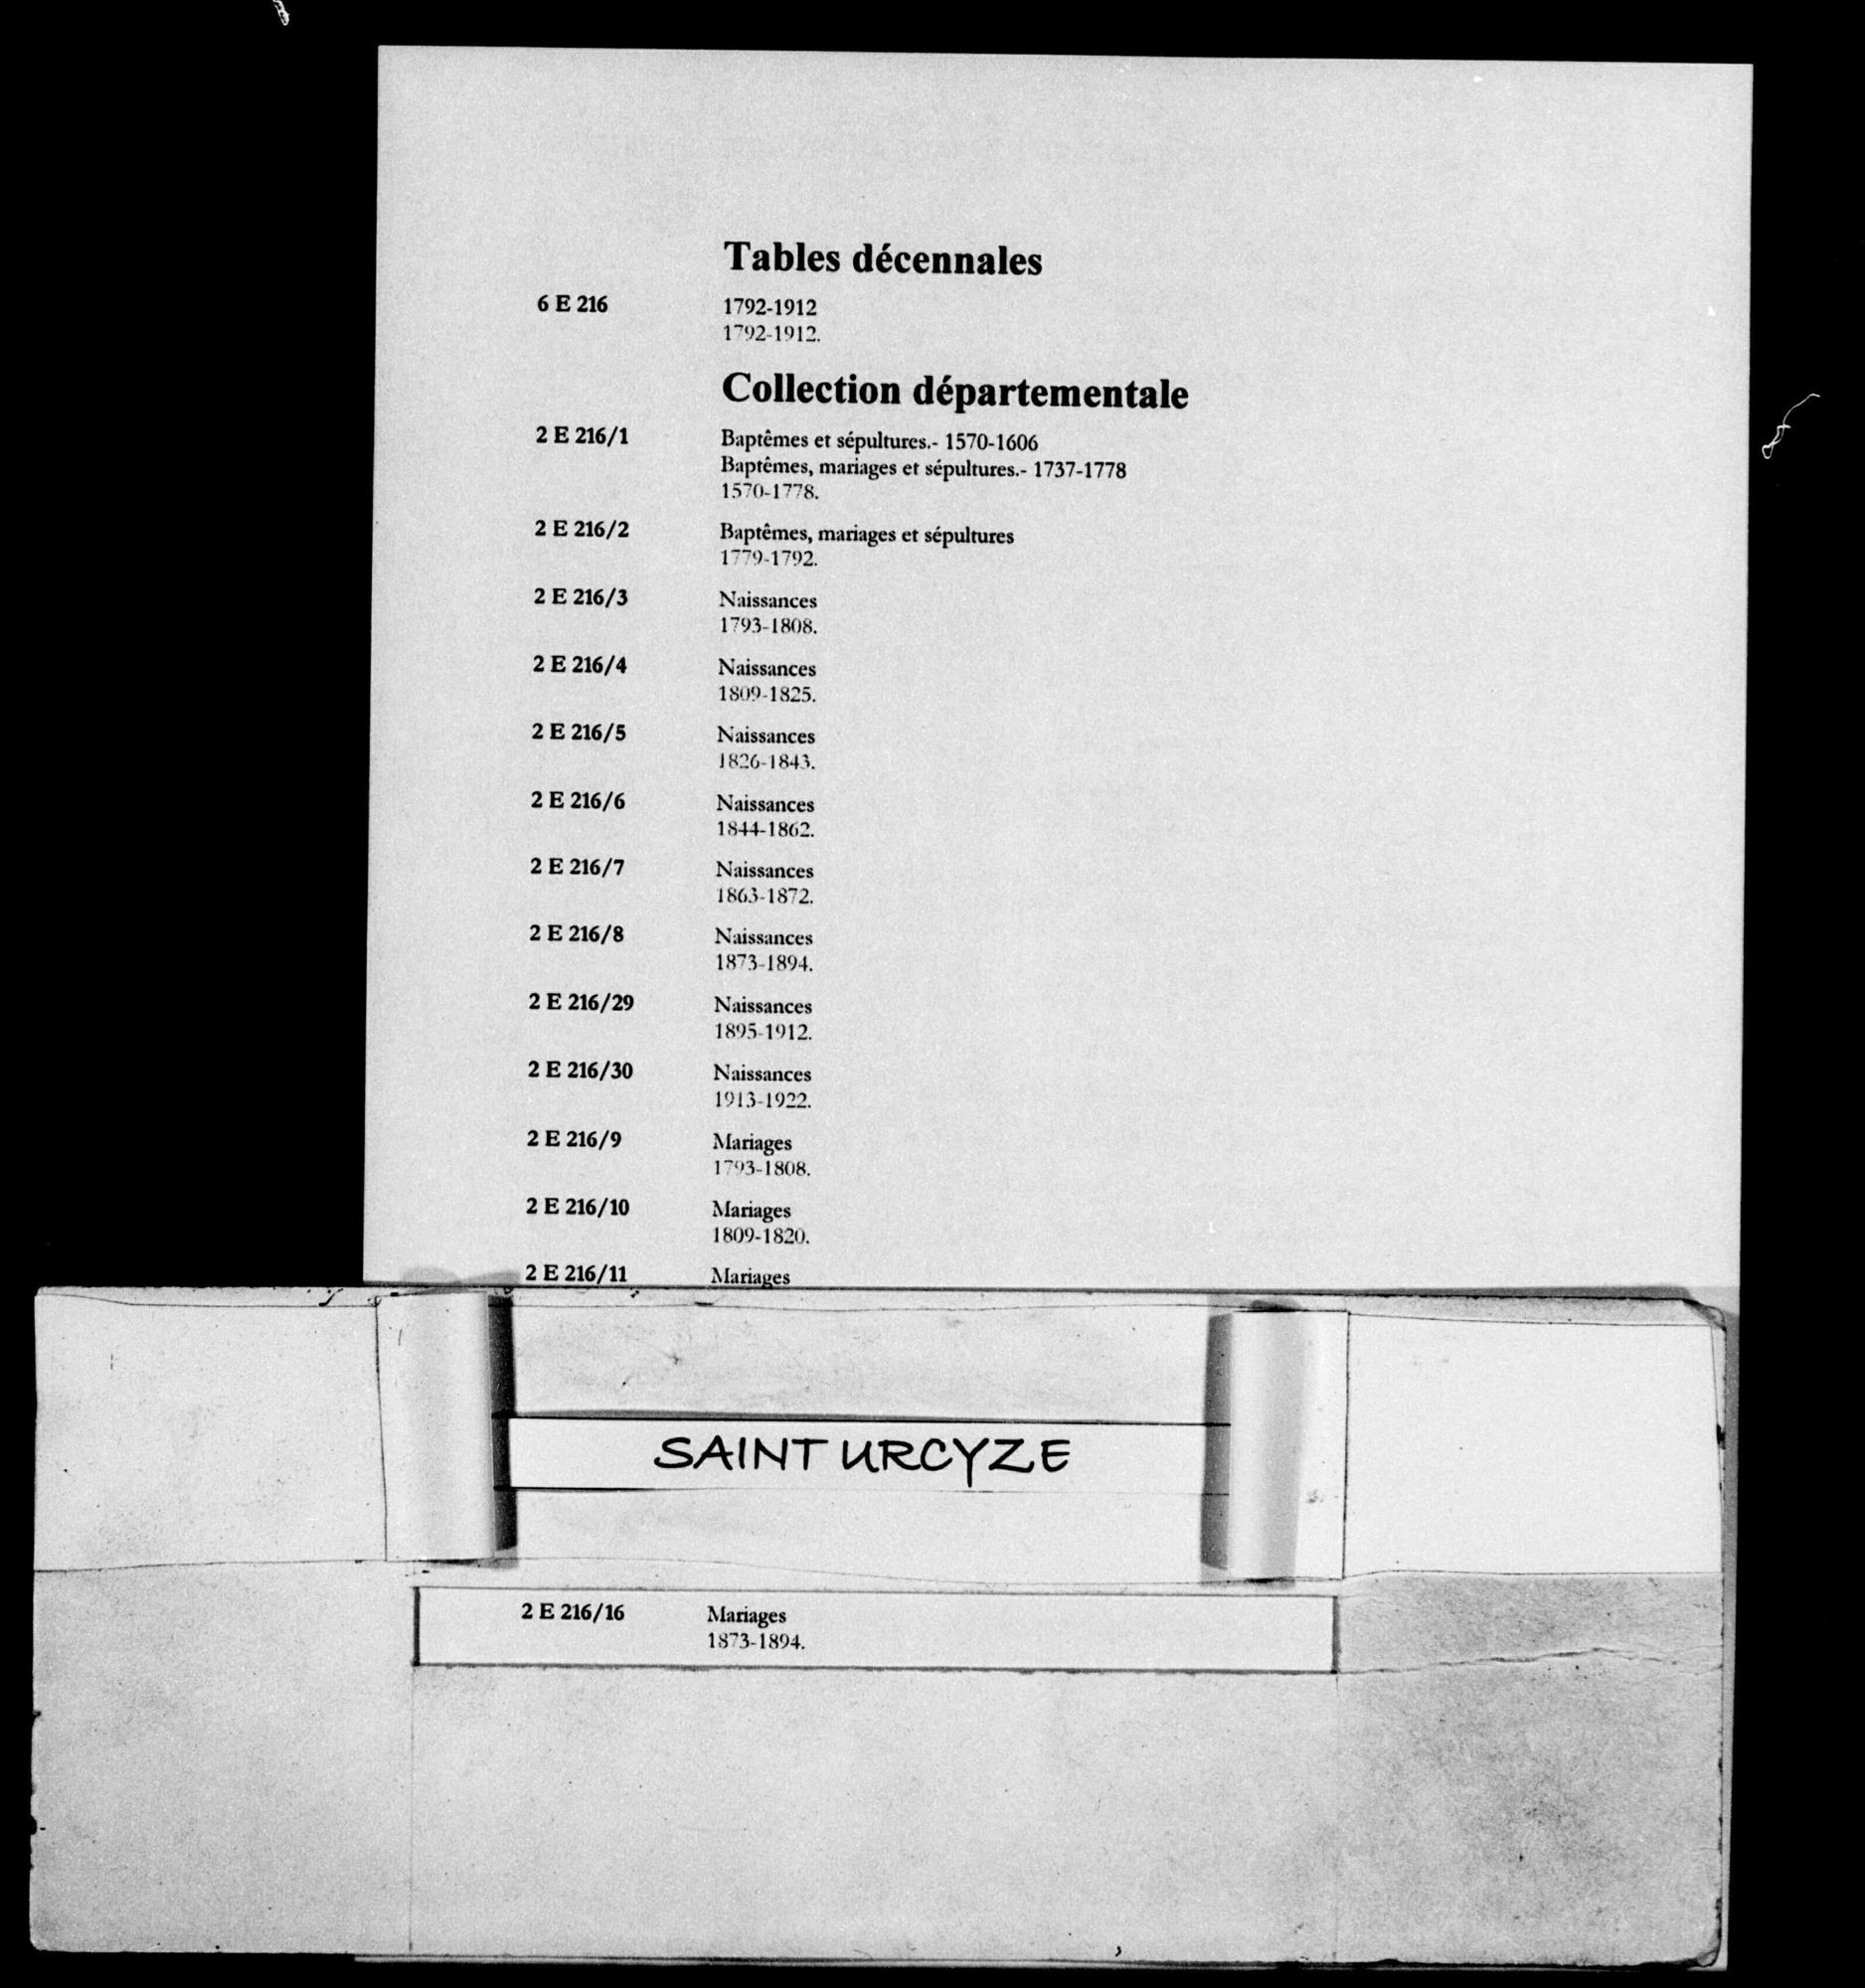 Tables décennales
6 E 216 1792-1912
1792-1912.
Collection départementale
2 E 216/1 Baptêmes et sépultures.- 1570-1606
Baptêmes, mariages et sépultures.- 1737-1778
1570-1778.
2 E 216/2 Baptêmes, mariages et sépultures
1779-1792.
2 E 216/3 Naissances
1793-1808.
2 E 216/4 Naissances
1809-1825.
2 E 216/5 Naissances
1826-1843.
2 E 216/6 Naissances
1844-1862.
2 E 216/7 Naissances
1863-1872.
2 E 216/8 Naissances
1873-1894.
2 E 216/29 Naissances
1895-1912.
2 E 216/30 Naissances
1913-1922.
2 E 216/9 Mariages
1793-1808.
2 E 216/10 Mariages
1809-1820.
2 E 216/11 Mariages
SAINT URCYZE
2 E 216/16 Mariages
1873-1894.